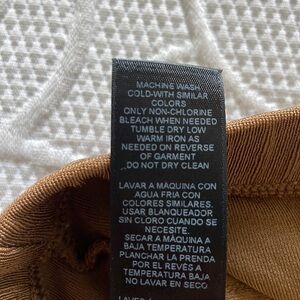 MACHINE WASH
COLD-WITH SIMILAR
COLORS
ONLY NON-CHLORINE
BLEACH WHEN NEEDED
TUMBLE DRY LOW
WARM IRON AS
NEEDED ON REVERSE
OF GARMENT
DO NOT DRY CLEAN
LAVAR A MAQUINA CON
AGUA FRIA CON
COLORES SIMILARES.
USAR BLANQUEADOR
SIN CLORO CUANDO SE
NECESITE.
SECAR A MÁQUINA A
BAJA TEMPERATURA
PLANCHAR LA PRENDA
POR EL REVÉS A
TEMPERATURA BAJA
NO LAVAR EN SECO